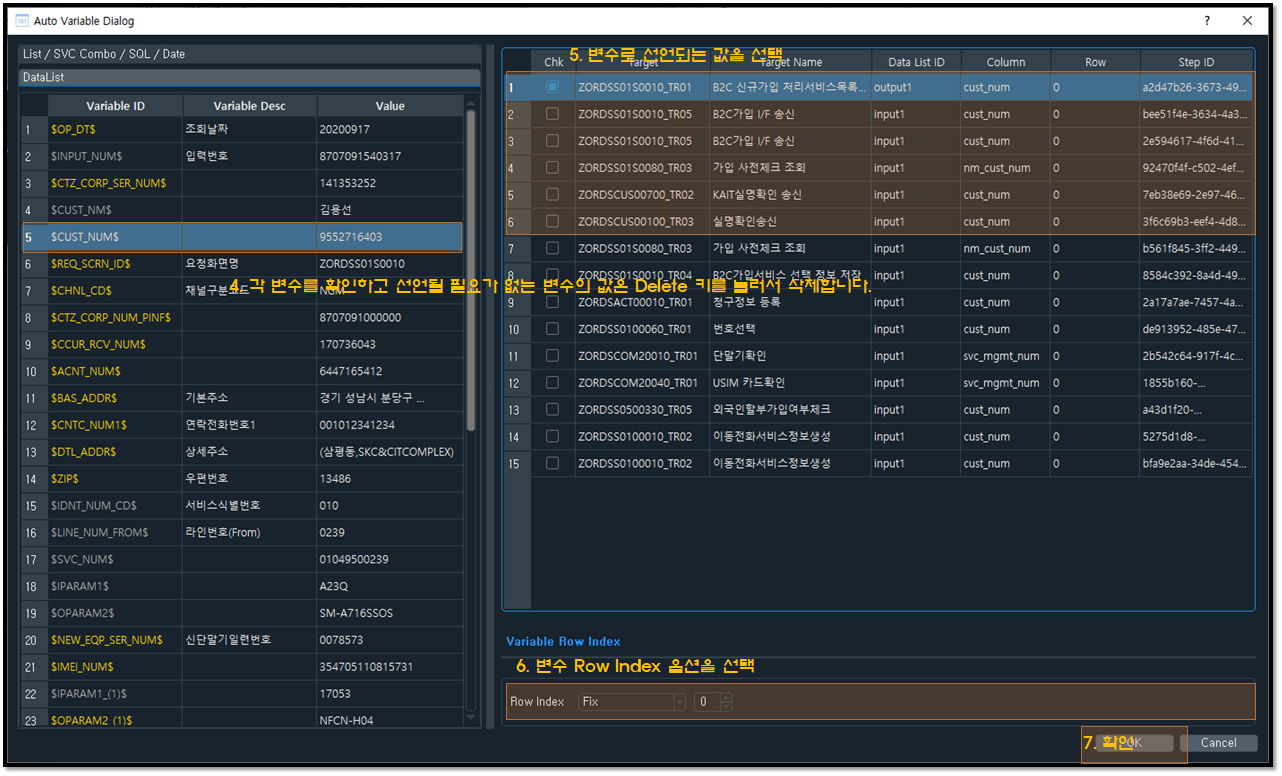 Auto Variable Dialog
List / SVC Combo / SQL / Date
DataList
Variable ID Variable Desc Value
1 $OP_DT$ 조회날짜 20200917
2 $INPUT_NUM$ 입력번호 8707091540317
3 $CTZ_CORP_SER_NUM$ 141353252
4 $CUST_NM$ 김용선
5 $CUST_NUM$ 9552716403
6 $REQ_SCRN_ID$ 요청화면명 ZORDSS01S0010
7 $CHNL_CD$ 채널구분코드 NGM
8 $CTZ_CORP_NUM_PINF$ 8707091000000
9 $CCUR_RCV_NUM$ 170736043
10 $ACNT_NUM$ 6447165412
11 $BAS_ADDR$ 기본주소 경기 성남시 분당구 ...
12 $CNTC_NUM1$ 연락전화번호1 001012341234
13 $DTL_ADDR$ 상세주소 (삼평동,SKC&CITCOMPLEX)
14 $ZIP$ 우편번호 13486
15 $IDNT_NUM_CD$ 서비스식별번호 010
16 $LINE_NUM_FROM$ 라인번호(From) 0239
17 $SVC_NUM$ 01049500239
18 $IPARAM1$ A23Q
19 $OPARAM2$ SM-A716SSOS
20 $NEW_EQP_SER_NUM$ 신단말기일련번호 0078573
21 $IMEI_NUM$ 354705110815731
22 $IPARAM1_(1)$ 17053
23 $OPARAM2_(1)$ NFCN-H04
4. 각 변수를 확인하고 선언될 필요가 없는 변수의 값은 Delete 키를 눌러서 삭제합니다.
5. 변수로 선언되는 값을 선택
Chk Target Target Name Data List ID Column Row Step ID
1 ZORDSS01S0010_TR01 B2C 신규가입 처리서비스목록... output1 cust_num 0 a2d47b26-3673-49...
2 ZORDSS01S0010_TR05 B2C가입 I/F 송신 input1 cust_num 0 bee51f4e-3634-4a3...
3 ZORDSS01S0010_TR05 B2C가입 I/F 송신 input1 cust_num 0 2e594617-4f6d-41...
4 ZORDSS01S0080_TR03 가입 사전체크 조회 input1 nm_cust_num 0 92470f4f-c502-4ef...
5 ZORDSCUS00700_TR02 KAIT실명확인 송신 input1 cust_num 0 7eb38e69-2e97-46...
6 ZORDSCUS00100_TR03 실명확인송신 input1 cust_num 0 3f6c69b3-eef4-4d8...
7 ZORDSS01S0080_TR03 가입 사전체크 조회 input1 nm_cust_num 0 b561f845-3ff2-449...
8 ZORDSS01S0010_TR04 B2C가입서비스 선택 정보 저장 input1 cust_num 0 8584c392-8a4d-49...
9 ZORDSACT00010_TR01 청구정보 등록 input1 cust_num 0 2a17a7ae-7457-4a...
10 ZORDSS0100060_TR01 번호선택 input1 cust_num 0 de913952-485e-47...
11 ZORDSCOM20010_TR01 단말기확인 input1 svc_mgmt_num 0 2b542c64-917f-4c...
12 ZORDSCOM20040_TR01 USIM 카드확인 input1 svc_mgmt_num 0 1855b160-...
13 ZORDSS0500330_TR05 외국인할부가입여부체크 input1 cust_num 0 a43d1f20-...
14 ZORDSS0100010_TR02 이동전화서비스정보생성 input1 cust_num 0 5275d1d8-...
15 ZORDSS0100010_TR02 이동전화서비스정보생성 input1 cust_num 0 bfa9e2aa-34de-454...
Variable Row Index
6. 변수 Row Index 옵션을 선택
Row Index Fix 0
7. 확인
OK Cancel